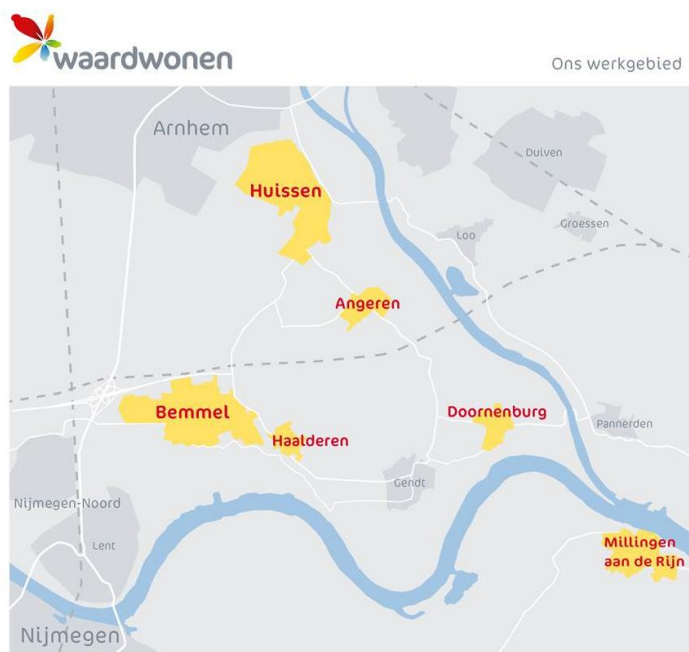 waardwonen
Ons werkgebied
Arnhem
Duiven
Huissen
Groessen
Loo
Angeren
Bemmel
Doornenburg
Haalderen
Pannerden
Gendt
Nijmegen-Noord
Lent
Millingen
aan de Rijn
Nijmegen